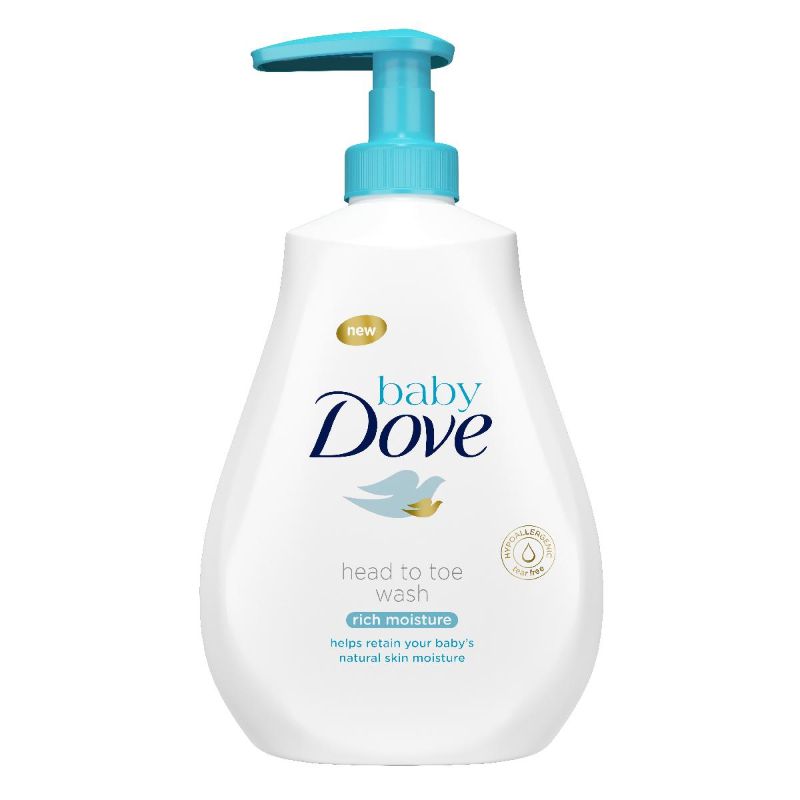 new
baby
Dove
HYPOALLERGENIC
tear free
head to toe
wash
rich moisture
helps retain your baby's
natural skin moisture